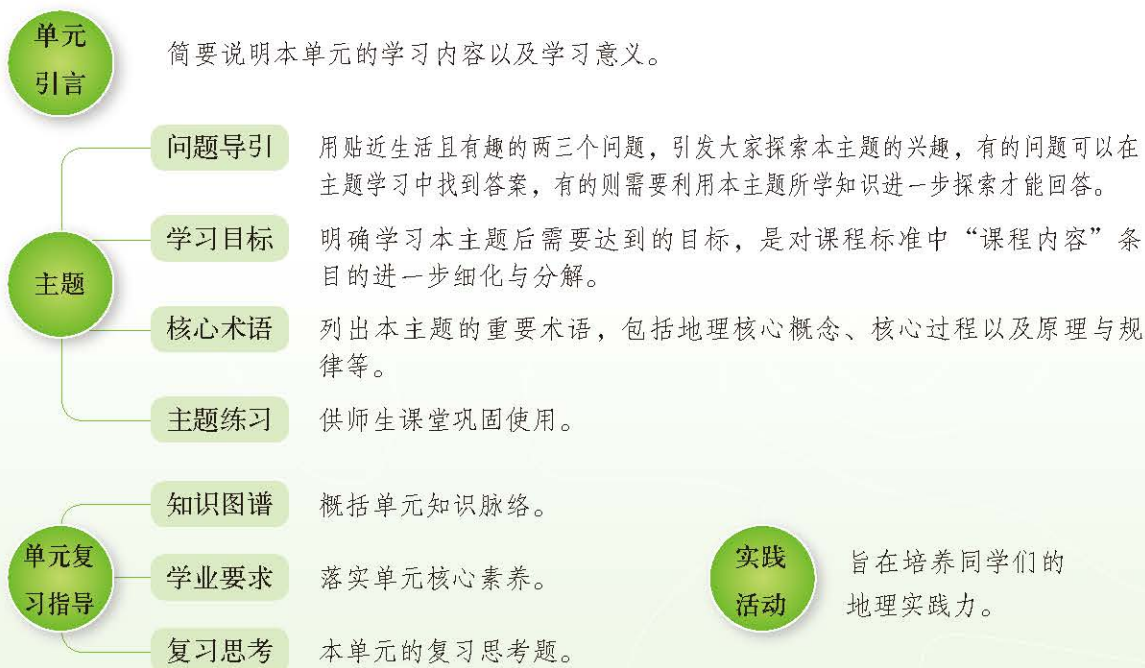 单元
引言
简要说明本单元的学习内容以及学习意义。
主题
问题导引
用贴近生活且有趣的两三个问题，引发大家探索本主题的兴趣，有的问题可以在
主题学习中找到答案，有的则需要利用本主题所学知识进一步探索才能回答。
学习目标
明确学习本主题后需要达到的目标，是对课程标准中“课程内容”条
目的进一步细化与分解。
核心术语
列出本主题的重要术语，包括地理核心概念、核心过程以及原理与规
律等。
主题练习
供师生课堂巩固使用。
单元复
习指导
知识图谱
概括单元知识脉络。
学业要求
落实单元核心素养。
复习思考
本单元的复习思考题。
实践
活动
旨在培养同学们的
地理实践力。